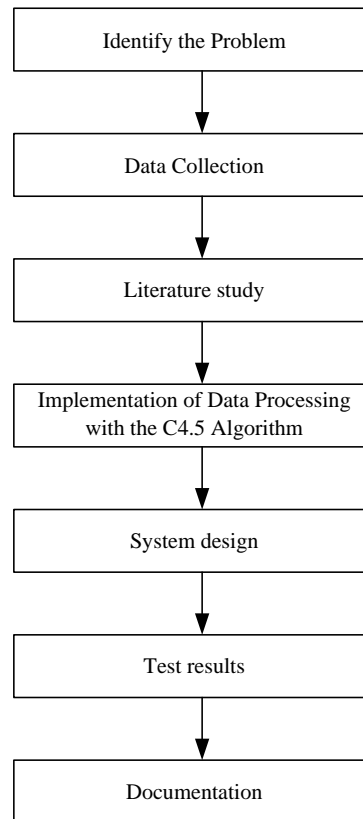 Identify the Problem
Data Collection
Literature study
Implementation of Data Processing
with the C4.5 Algorithm
System design
Test results
Documentation